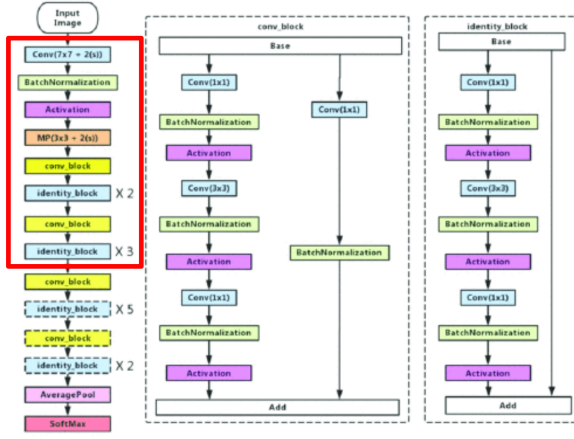 Input
Image
Conv(7x7 + 2(s))
BatchNormalization
Activation
MP(3x3 + 2(s))
conv_block
identity_block X 2
conv_block
identity_block X 3
conv_block
identity_block X 5
conv_block
identity_block X 2
AveragePool
SoftMax
conv_block
Base
Conv(1x1)
BatchNormalization
Activation
Conv(3x3)
BatchNormalization
Activation
Conv(1x1)
BatchNormalization
Activation
Conv(1x1)
BatchNormalization
Add
identity_block
Base
Conv(1x1)
BatchNormalization
Activation
Conv(3x3)
BatchNormalization
Activation
Conv(1x1)
BatchNormalization
Activation
Add